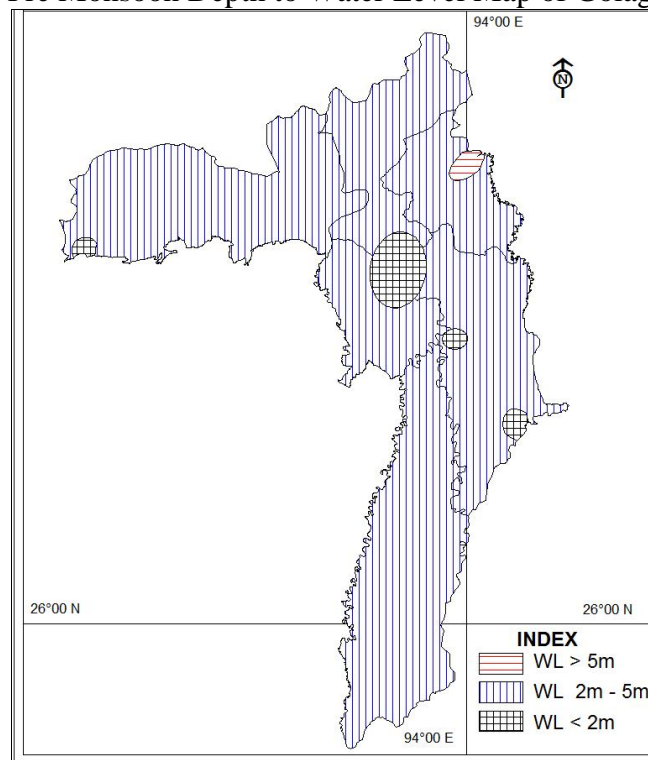 94°00 E
N
26°00 N
26°00 N
INDEX
WL > 5m
WL 2m - 5m
WL < 2m
94°00 E